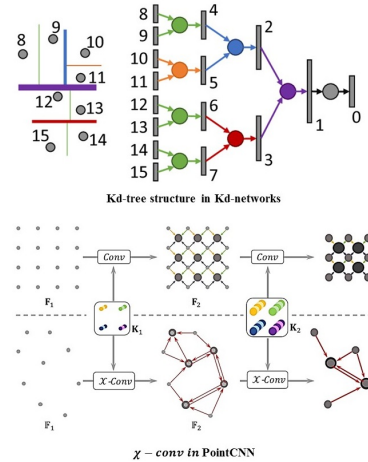 8 9 10
11
12
13
15 14
8 4
9 2
10
11 5
12 6 1 0
13
14 3
15 7
Kd-tree structure in Kd-networks
Conv Conv
F₁ F₂
K₁ K₂
X-Conv X-Conv
𝔽₁ 𝔽₂
χ − conv in PointCNN